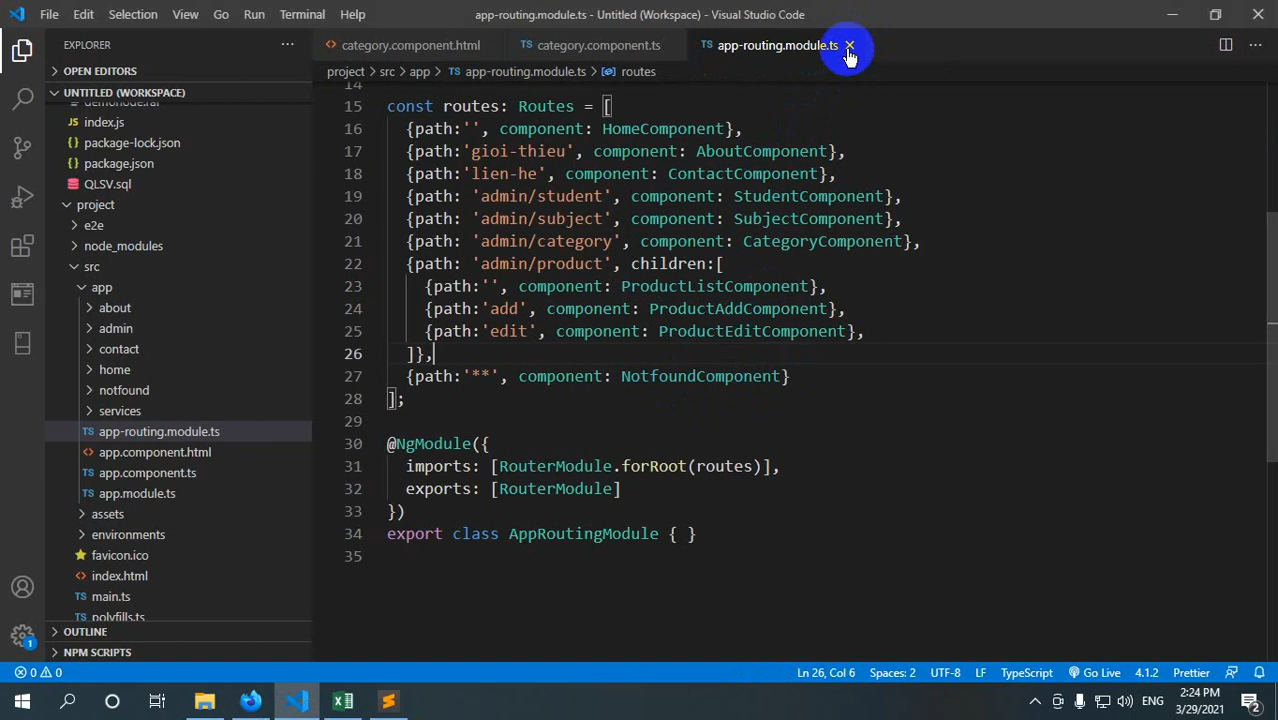 File Edit Selection View Go Run Terminal Help app-routing.module.ts - Untitled (Workspace) - Visual Studio Code
EXPLORER
OPEN EDITORS
UNTITLED (WORKSPACE)
index.js
package-lock.json
package.json
QLSV.sql
project
e2e
node_modules
src
app
about
admin
contact
home
notfound
services
app-routing.module.ts
app.component.html
app.component.ts
app.module.ts
assets
environments
favicon.ico
index.html
main.ts
polyfills.ts
OUTLINE
NPM SCRIPTS
category.component.html TS category.component.ts TS app-routing.module.ts
project > src > app > TS app-routing.module.ts > routes
14
15 const routes: Routes = [
16 {path:'', component: HomeComponent},
17 {path:'gioi-thieu', component: AboutComponent},
18 {path:'lien-he', component: ContactComponent},
19 {path: 'admin/student', component: StudentComponent},
20 {path: 'admin/subject', component: SubjectComponent},
21 {path: 'admin/category', component: CategoryComponent},
22 {path: 'admin/product', children:[
23 {path:'', component: ProductListComponent},
24 {path:'add', component: ProductAddComponent},
25 {path:'edit', component: ProductEditComponent},
26 ]},
27 {path:'**', component: NotfoundComponent}
28 ];
29
30 @NgModule({
31 imports: [RouterModule.forRoot(routes)],
32 exports: [RouterModule]
33 })
34 export class AppRoutingModule { }
35
0 0 Ln 26, Col 6 Spaces: 2 UTF-8 LF TypeScript Go Live 4.1.2 Prettier
ENG 2:24 PM
3/29/2021 2